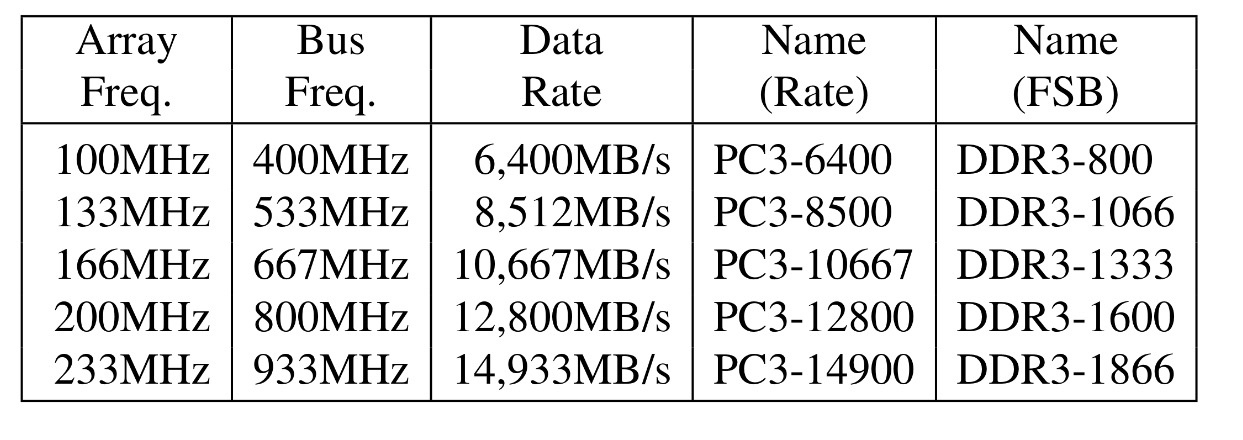 Array Bus Data Name Name
Freq. Freq. Rate (Rate) (FSB)
100MHz 400MHz 6,400MB/s PC3-6400 DDR3-800
133MHz 533MHz 8,512MB/s PC3-8500 DDR3-1066
166MHz 667MHz 10,667MB/s PC3-10667 DDR3-1333
200MHz 800MHz 12,800MB/s PC3-12800 DDR3-1600
233MHz 933MHz 14,933MB/s PC3-14900 DDR3-1866